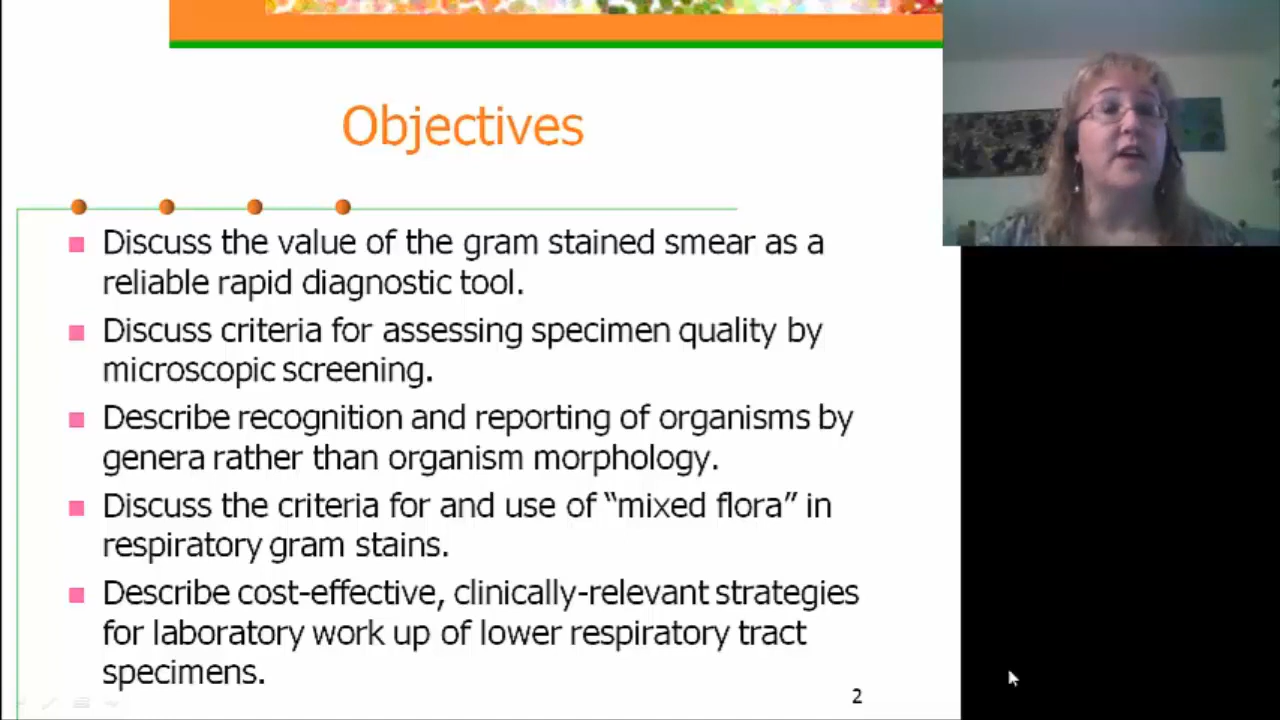 Objectives
Discuss the value of the gram stained smear as a
reliable rapid diagnostic tool.
Discuss criteria for assessing specimen quality by
microscopic screening.
Describe recognition and reporting of organisms by
genera rather than organism morphology.
Discuss the criteria for and use of “mixed flora” in
respiratory gram stains.
Describe cost-effective, clinically-relevant strategies
for laboratory work up of lower respiratory tract
specimens.
2